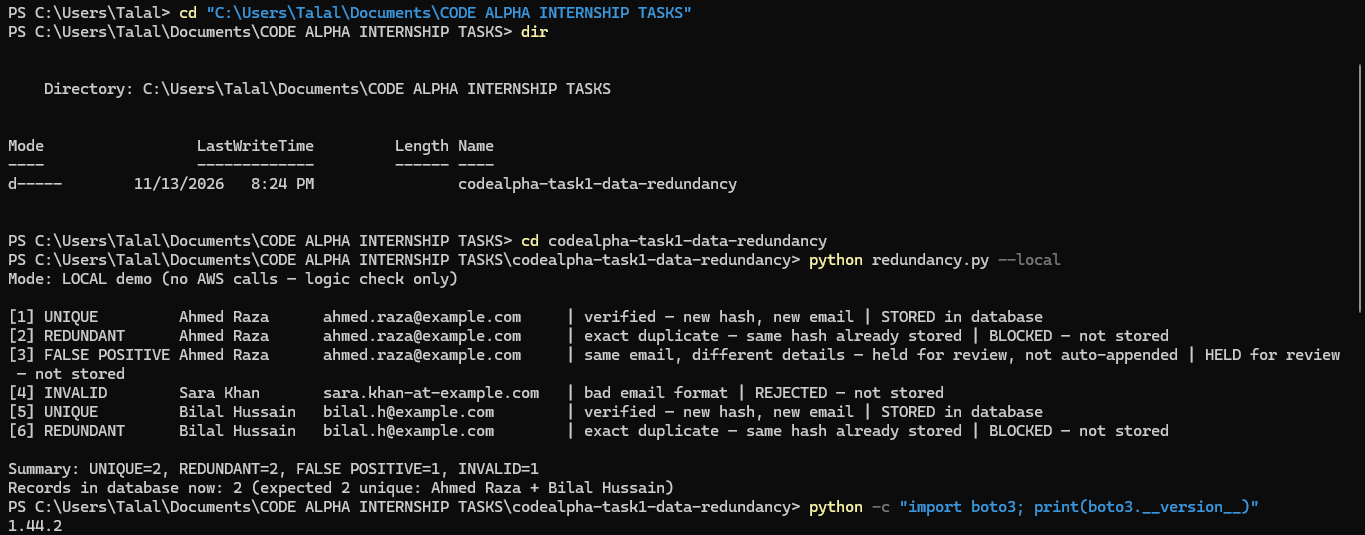 PS C:\Users\Talal> cd "C:\Users\Talal\Documents\CODE ALPHA INTERNSHIP TASKS"
PS C:\Users\Talal\Documents\CODE ALPHA INTERNSHIP TASKS> dir
    Directory: C:\Users\Talal\Documents\CODE ALPHA INTERNSHIP TASKS
Mode                 LastWriteTime         Length Name
----                 -------------         ------ ----
d-----        11/13/2026   8:24 PM                codealpha-task1-data-redundancy
PS C:\Users\Talal\Documents\CODE ALPHA INTERNSHIP TASKS> cd codealpha-task1-data-redundancy
PS C:\Users\Talal\Documents\CODE ALPHA INTERNSHIP TASKS\codealpha-task1-data-redundancy> python redundancy.py --local
Mode: LOCAL demo (no AWS calls — logic check only)
[1] UNIQUE         Ahmed Raza      ahmed.raza@example.com     | verified — new hash, new email | STORED in database
[2] REDUNDANT      Ahmed Raza      ahmed.raza@example.com     | exact duplicate — same hash already stored | BLOCKED — not stored
[3] FALSE POSITIVE Ahmed Raza      ahmed.raza@example.com     | same email, different details — held for review, not auto-appended | HELD for review
 — not stored
[4] INVALID        Sara Khan       sara.khan-at-example.com   | bad email format | REJECTED — not stored
[5] UNIQUE         Bilal Hussain   bilal.h@example.com        | verified — new hash, new email | STORED in database
[6] REDUNDANT      Bilal Hussain   bilal.h@example.com        | exact duplicate — same hash already stored | BLOCKED — not stored
Summary: UNIQUE=2, REDUNDANT=2, FALSE POSITIVE=1, INVALID=1
Records in database now: 2 (expected 2 unique: Ahmed Raza + Bilal Hussain)
PS C:\Users\Talal\Documents\CODE ALPHA INTERNSHIP TASKS\codealpha-task1-data-redundancy> python -c "import boto3; print(boto3.__version__)"
1.44.2